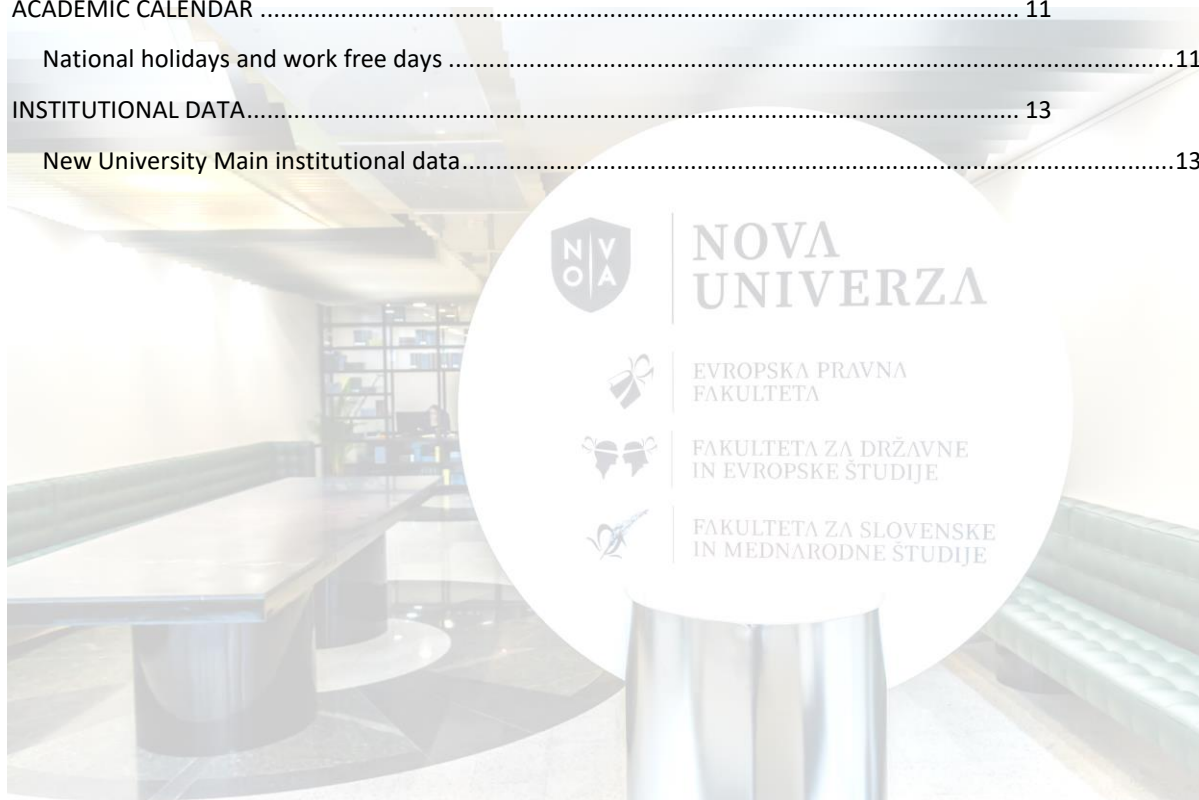 ACADEMIC CALENDAR ........................................................................................................................ 11
National holidays and work free days ...................................................................................................................11
INSTITUTIONAL DATA......................................................................................................................... 13
New University Main institutional data..................................................................................................................13
N V
O A
NOVA
UNIVERZA
EVROPSKA PRAVNA
FAKULTETA
FAKULTETA ZA DRŽAVNE
IN EVROPSKE ŠTUDIJE
FAKULTETA ZA SLOVENSKE
IN MEDNARODNE ŠTUDIJE